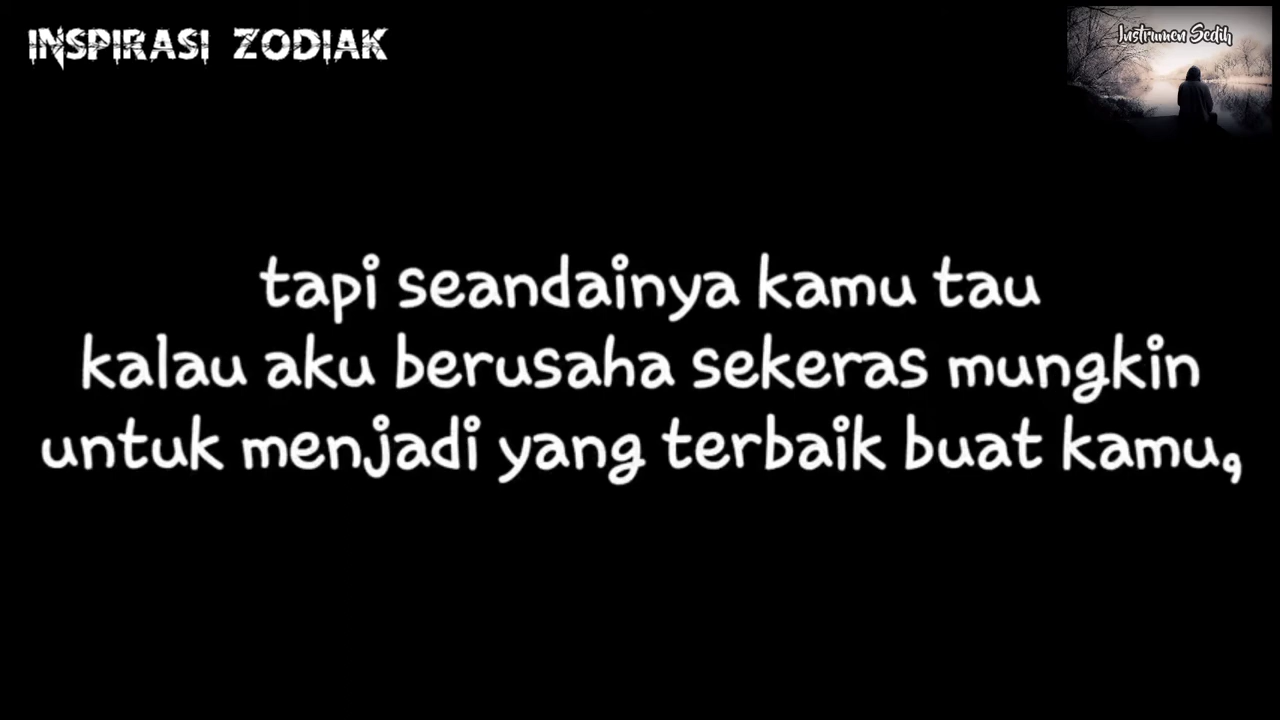 INSPIRASI ZODIAK
Instrumen Sedih
tapi seandainya kamu tau
kalau aku berusaha sekeras mungkin
untuk menjadi yang terbaik buat kamu,